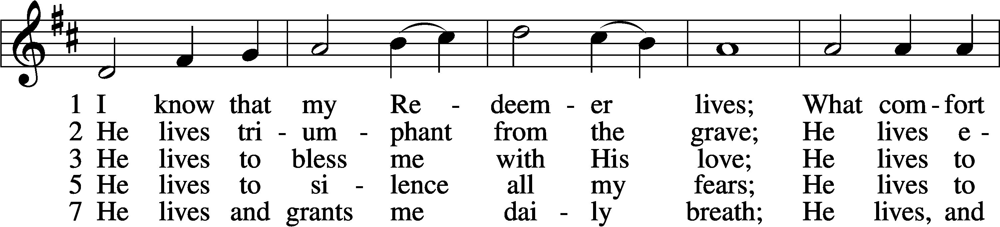 1 I know that my Re - deem - er lives; What com - fort
2 He lives tri - um - phant from the grave; He lives e -
3 He lives to bless me with His love; He lives to
5 He lives to si - lence all my fears; He lives to
7 He lives and grants me dai - ly breath; He lives, and